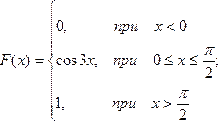 F(x) = { 0, при x < 0
cos 3x, при 0 ≤ x ≤ π/2;
1, при x > π/2